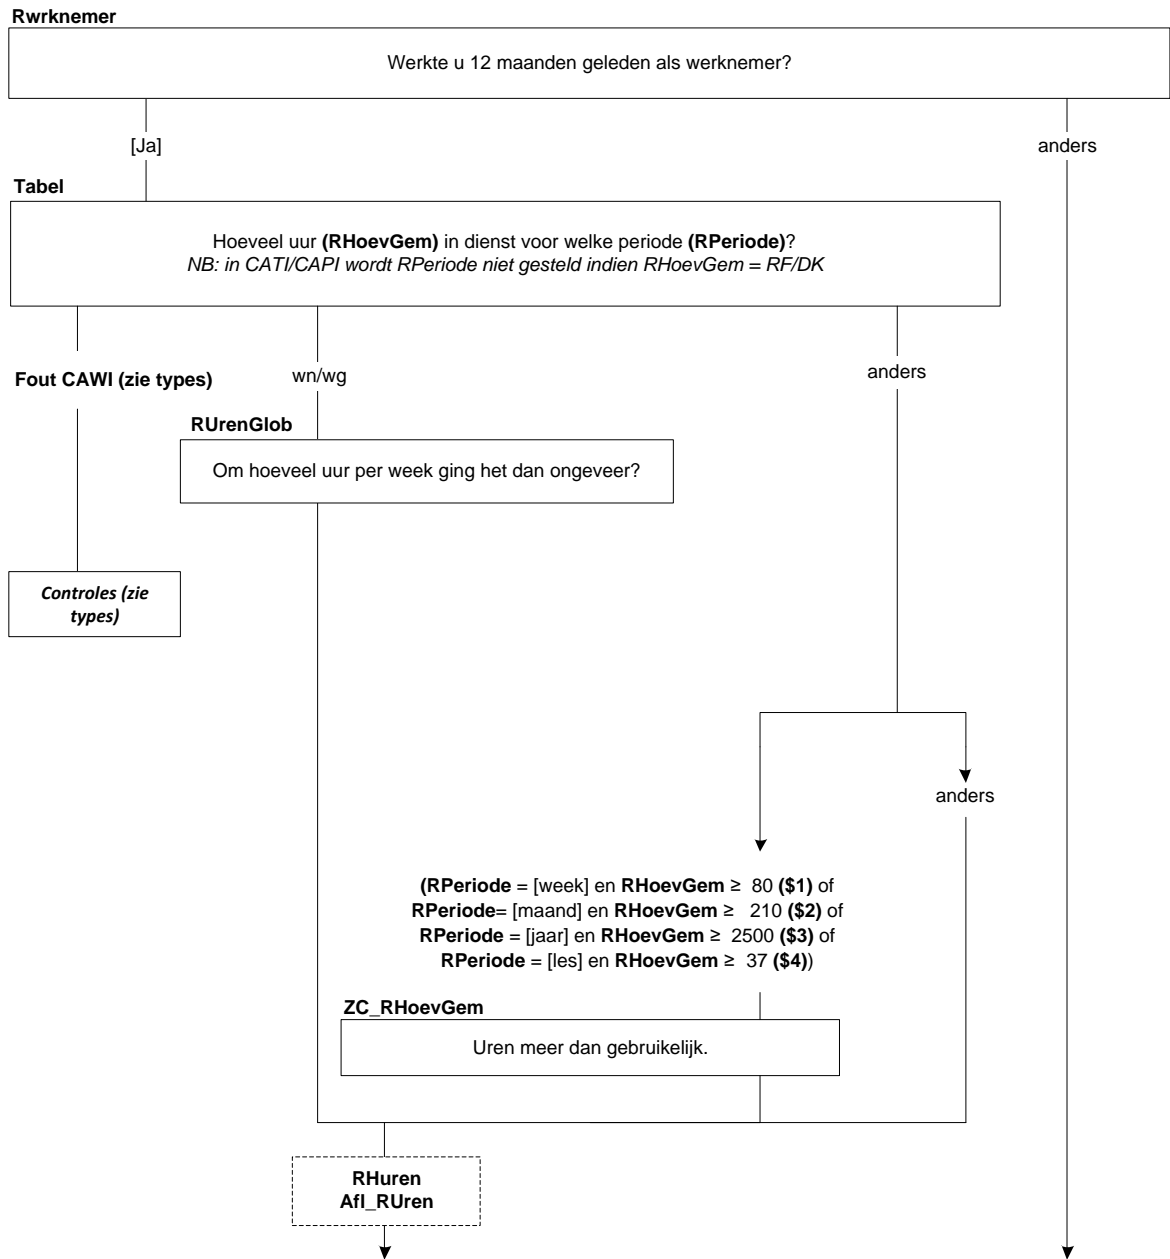 Rwrknemer
Werkte u 12 maanden geleden als werknemer?
[Ja]
anders
Tabel
Hoeveel uur (RHoevGem) in dienst voor welke periode (RPeriode)?
NB: in CATI/CAPI wordt RPeriode niet gesteld indien RHoevGem = RF/DK
Fout CAWI (zie types)
wn/wg
anders
RUrenGlob
Om hoeveel uur per week ging het dan ongeveer?
Controles (zie
types)
anders
(RPeriode = [week] en RHoevGem ≥ 80 ($1) of
RPeriode= [maand] en RHoevGem ≥ 210 ($2) of
RPeriode = [jaar] en RHoevGem ≥ 2500 ($3) of
RPeriode = [les] en RHoevGem ≥ 37 ($4))
ZC_RHoevGem
Uren meer dan gebruikelijk.
RHuren
Afl_RUren